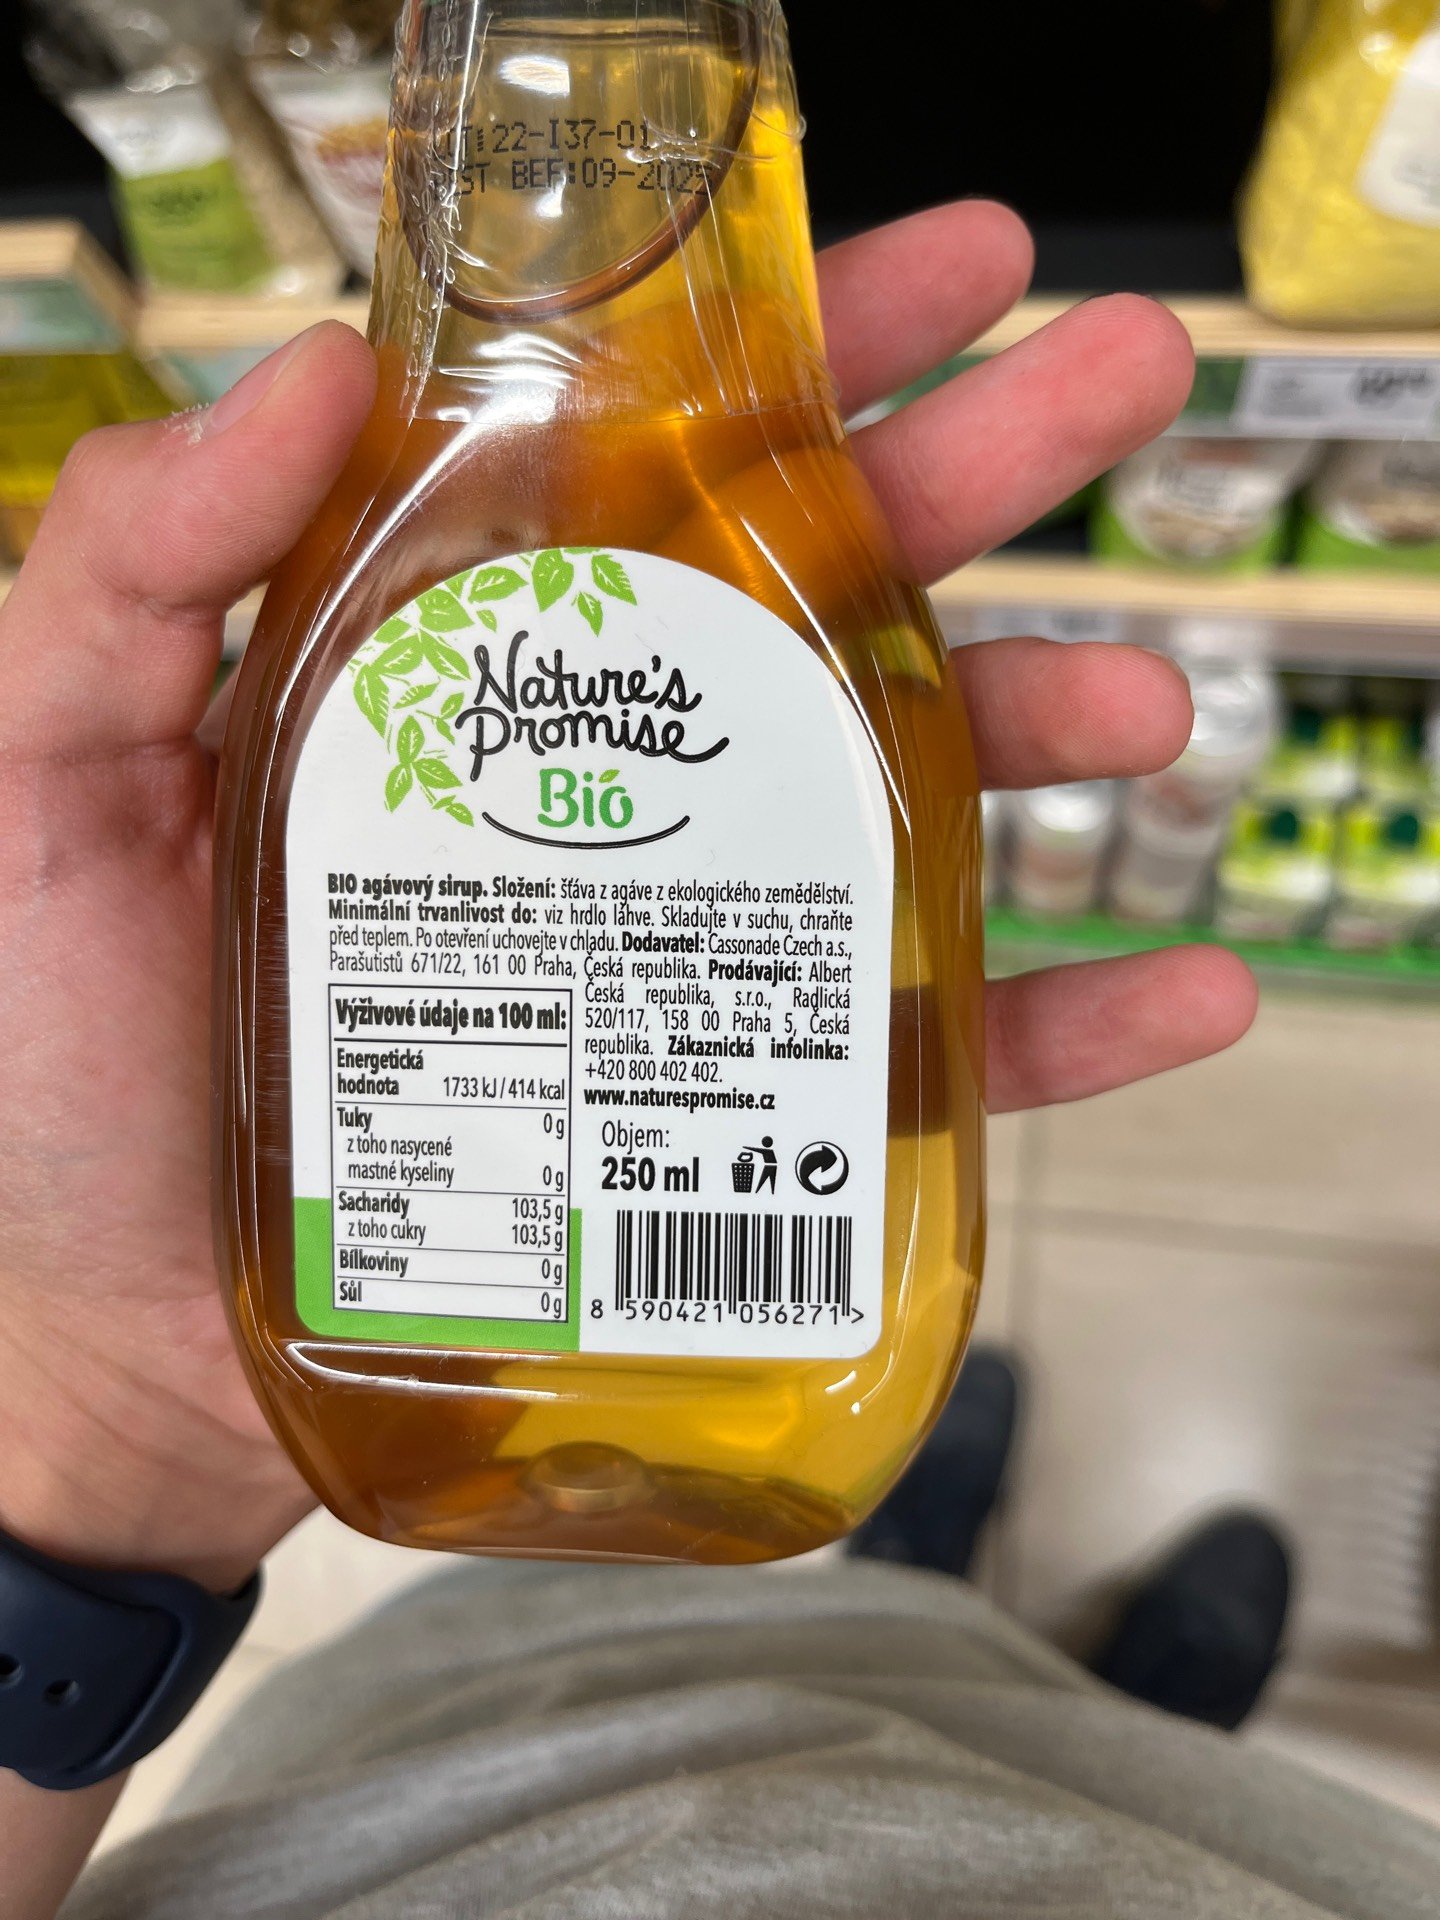 22-I37-01
BEF:09-2025
Nature's
Promise
Bio
BIO agávový sirup. Složení: šťáva z agáve z ekologického zemědělství.
Minimální trvanlivost do: viz hrdlo láhve. Skladujte v suchu, chraňte
před teplem. Po otevření uchovejte v chladu. Dodavatel: Cassonade Czech a.s.,
Parašutistů 671/22, 161 00 Praha, Česká republika. Prodávající: Albert
Česká republika, s.r.o., Radlická
520/117, 158 00 Praha 5, Česká
republika. Zákaznická infolinka:
+420 800 402 402.
www.naturespromise.cz
Výživové údaje na 100 ml:
Energetická
hodnota 1733 kJ/414 kcal
Tuky 0 g
z toho nasycené
mastné kyseliny 0 g
Sacharidy 103,5 g
z toho cukry 103,5 g
Bílkoviny 0 g
Sůl 0 g
Objem:
250 ml
8 590421 056271 >